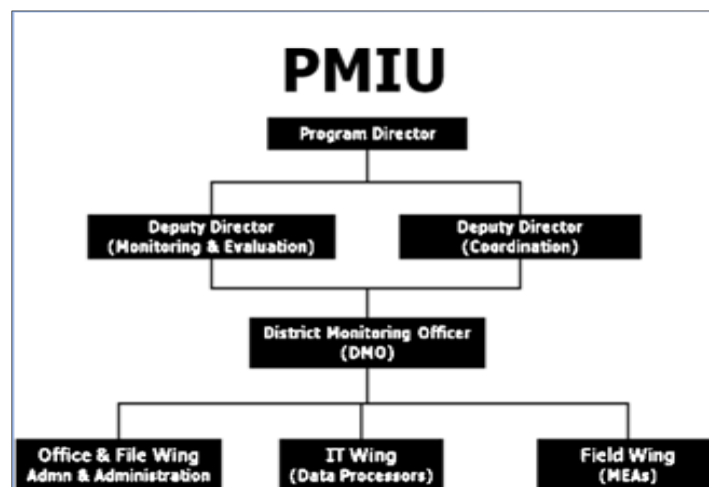 PMIU
Program Director
Deputy Director
(Monitoring & Evaluation)
Deputy Director
(Coordination)
District Monitoring Officer
(DMO)
Office & File Wing
Admn & Administration
IT Wing
(Data Processors)
Field Wing
(MEAs)